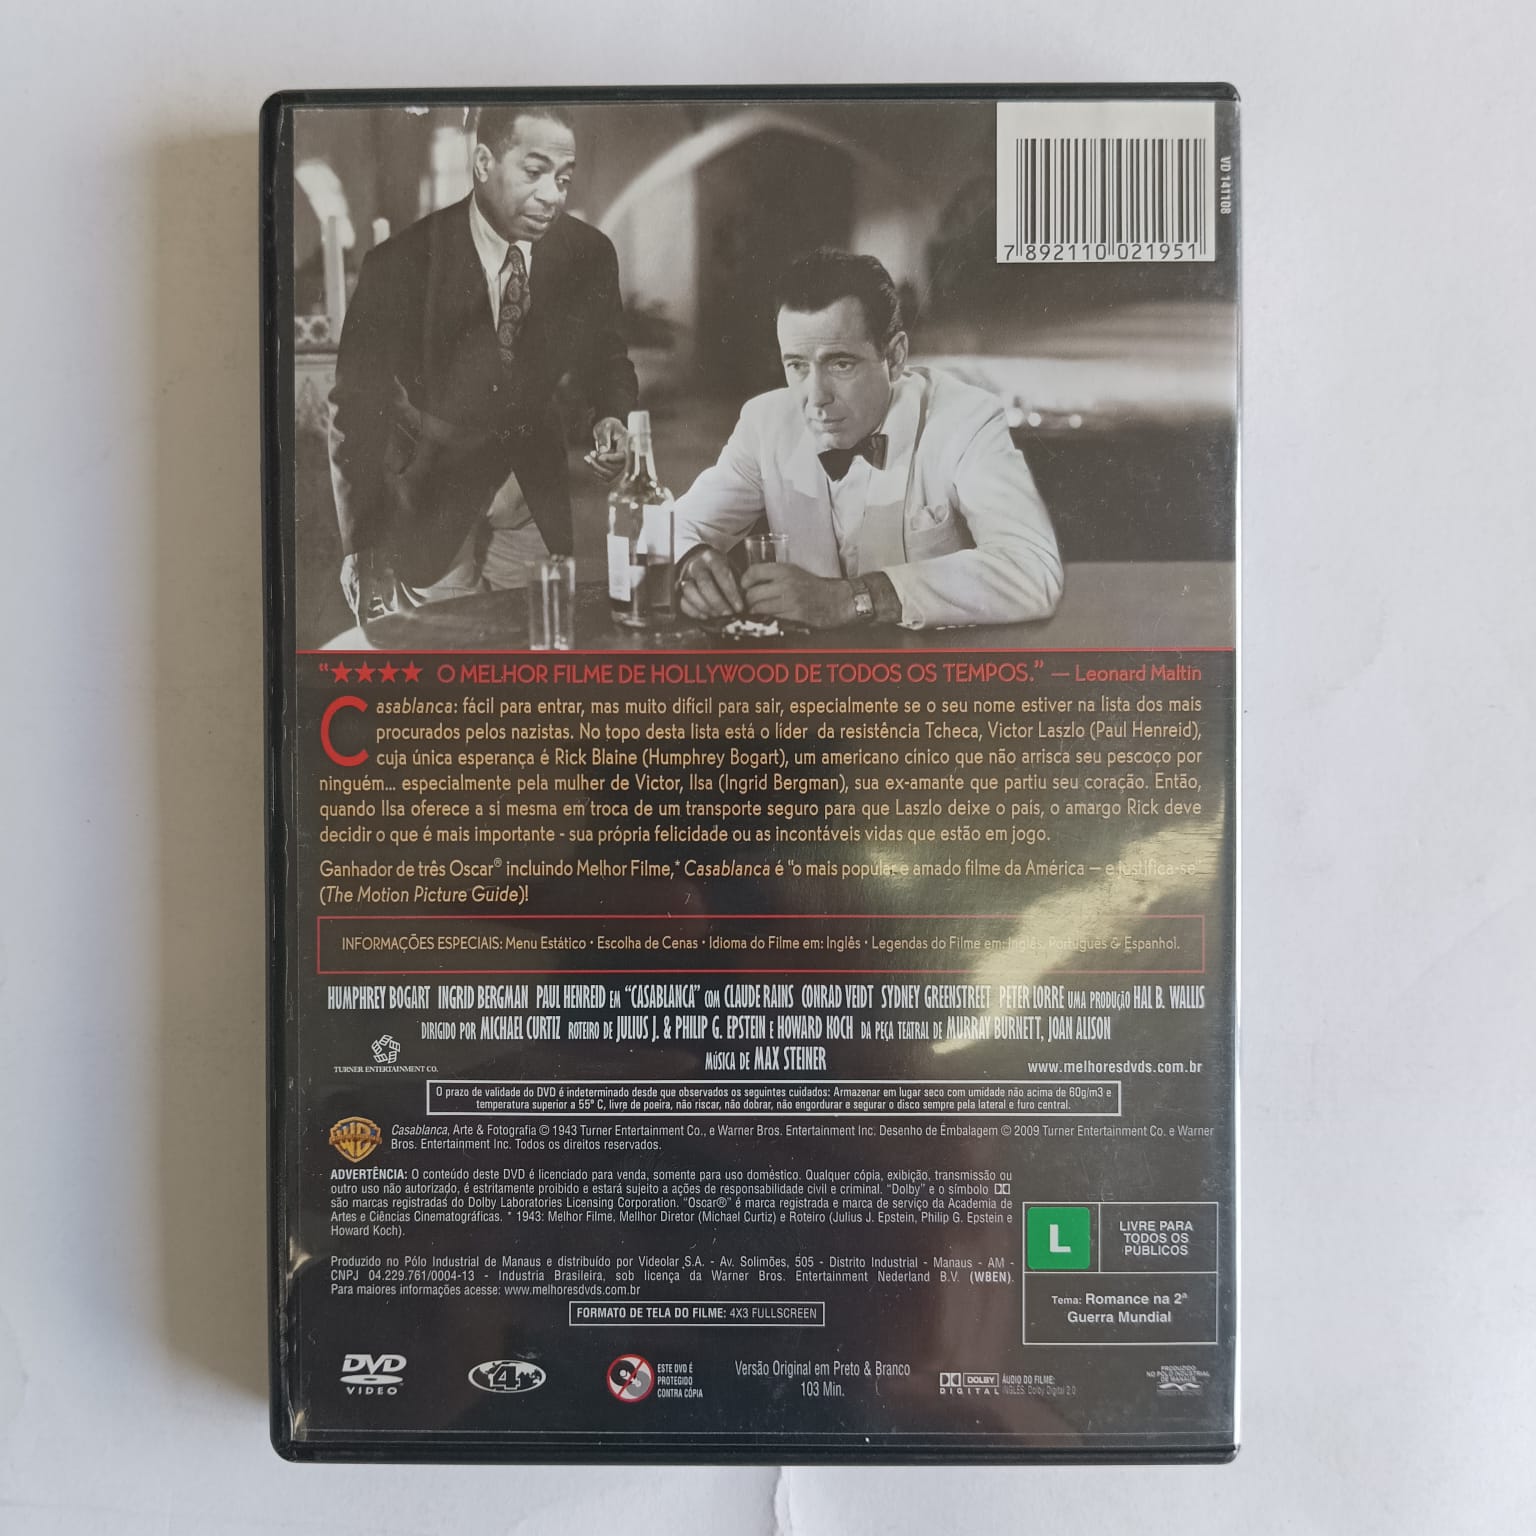 VD 141108
7 892110 021951
“★★★★ O MELHOR FILME DE HOLLYWOOD DE TODOS OS TEMPOS.” — Leonard Maltin
Casablanca: fácil para entrar, mas muito difícil para sair, especialmente se o seu nome estiver na lista dos mais
procurados pelos nazistas. No topo desta lista está o líder da resistência Tcheca, Victor Laszlo (Paul Henreid),
cuja única esperança é Rick Blaine (Humphrey Bogart), um americano cínico que não arrisca seu pescoço por
ninguém... especialmente pela mulher de Victor, Ilsa (Ingrid Bergman), sua ex-amante que partiu seu coração. Então,
quando Ilsa oferece a si mesma em troca de um transporte seguro para que Laszlo deixe o país, o amargo Rick deve
decidir o que é mais importante - sua própria felicidade ou as incontáveis vidas que estão em jogo.
Ganhador de três Oscar® incluindo Melhor Filme,* Casablanca é “o mais popular e amado filme da América — e justifica-se”
(The Motion Picture Guide)!
INFORMAÇÕES ESPECIAIS: Menu Estático • Escolha de Cenas • Idioma do Filme em: Inglês • Legendas do Filme em: Inglês, Português & Espanhol.
HUMPHREY BOGART INGRID BERGMAN PAUL HENREID EM “CASABLANCA” COM CLAUDE RAINS CONRAD VEIDT SYDNEY GREENSTREET PETER LORRE UMA PRODUÇÃO HAL B. WALLIS
DIRIGIDO POR MICHAEL CURTIZ ROTEIRO DE JULIUS J. & PHILIP G. EPSTEIN E HOWARD KOCH DA PEÇA TEATRAL DE MURRAY BURNETT, JOAN ALISON
MÚSICA DE MAX STEINER
TURNER ENTERTAINMENT CO.
www.melhoresdvds.com.br
O prazo de validade do DVD é indeterminado desde que observados os seguintes cuidados: Armazenar em lugar seco com umidade não acima de 60g/m3 e
temperatura superior a 55º C, livre de poeira, não riscar, não dobrar, não engordurar e segurar o disco sempre pela lateral e furo central.
WB
Casablanca, Arte & Fotografia © 1943 Turner Entertainment Co., e Warner Bros. Entertainment Inc. Desenho de Embalagem © 2009 Turner Entertainment Co. e Warner
Bros. Entertainment Inc. Todos os direitos reservados.
ADVERTÊNCIA: O conteúdo deste DVD é licenciado para venda, somente para uso doméstico. Qualquer cópia, exibição, transmissão ou
outro uso não autorizado, é estritamente proibido e estará sujeito a ações de responsabilidade civil e criminal. “Dolby” e o símbolo
são marcas registradas do Dolby Laboratories Licensing Corporation. “Oscar®” é marca registrada e marca de serviço da Academia de
Artes e Ciências Cinematográficas. * 1943: Melhor Filme, Mellhor Diretor (Michael Curtiz) e Roteiro (Julius J. Epstein, Philip G. Epstein e
Howard Koch).
L
LIVRE PARA
TODOS OS
PÚBLICOS
Tema: Romance na 2ª
Guerra Mundial
Produzido no Pólo Industrial de Manaus e distribuído por Videolar S.A. - Av. Solimões, 505 - Distrito Industrial - Manaus - AM -
CNPJ 04.229.761/0004-13 - Industria Brasileira, sob licença da Warner Bros. Entertainment Nederland B.V. (WBEN).
Para maiores informações acesse: www.melhoresdvds.com.br
FORMATO DE TELA DO FILME: 4X3 FULLSCREEN
DVD
VIDEO
4
ESTE DVD É
PROTEGIDO
CONTRA CÓPIA
Versão Original em Preto & Branco
103 Min.
DOLBY
DIGITAL
ÁUDIO DO FILME:
INGLÊS: Dolby Digital 2.0
PRODUZIDO
NO PÓLO INDUSTRIAL
DE MANAUS